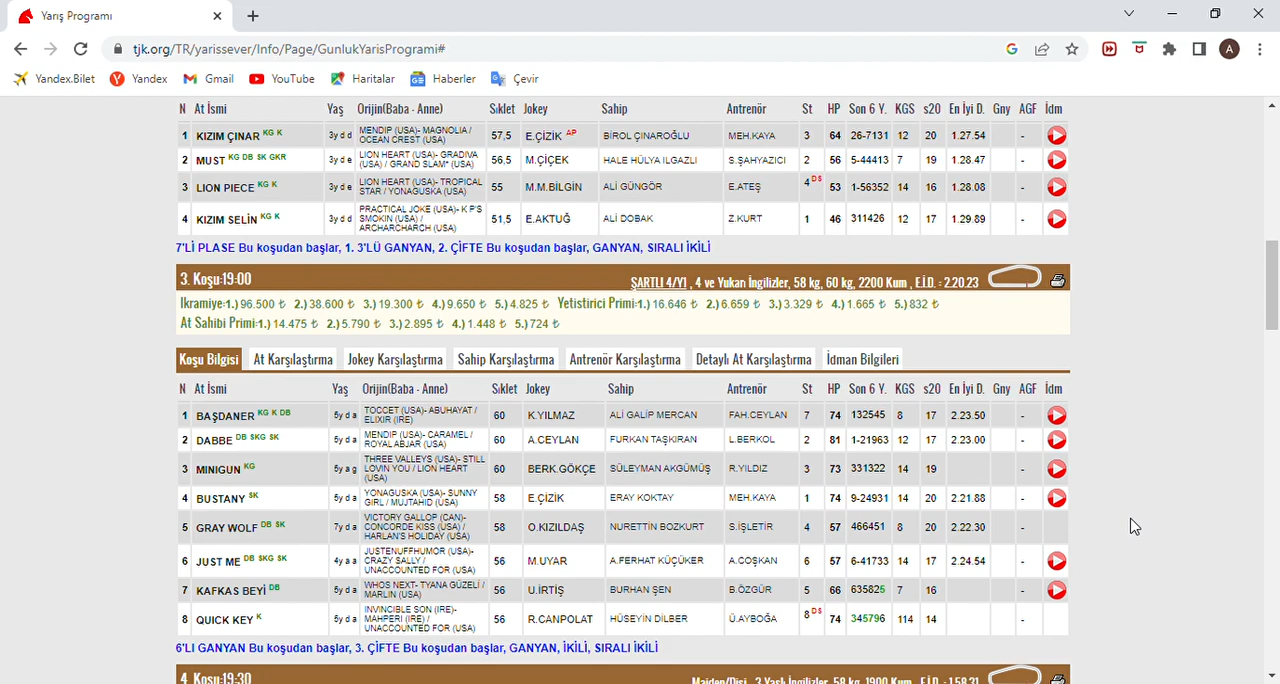 Yarış Programı
tjk.org/TR/yarissever/Info/Page/GunlukYarisProgrami#
A
Yandex.Bilet Yandex Gmail YouTube Haritalar Haberler Çevir
N At İsmi Yaş Orijin(Baba - Anne) Sıklet Jokey Sahip Antrenör St HP Son 6 Y. KGS s20 En İyi D. Gny AGF İdm
1 KIZIM ÇINAR KG K 3y d d MENDIP (USA)- MAGNOLIA / OCEAN CREST (USA) 57,5 E.ÇİZİK AP BİROL ÇINAROĞLU MEH.KAYA 3 64 26-7131 12 20 1.27.54 -
2 MUST KG DB SK GKR 3y d e LION HEART (USA)- GRADIVA (USA) / GRAND SLAM* (USA) 56,5 M.ÇİÇEK HALE HÜLYA ILGAZLI S.ŞAHYAZICI 2 56 5-44413 7 19 1.28.47 -
3 LION PIECE KG K 3y d e LION HEART (USA)- TROPICAL STAR / YONAGUSKA (USA) 55 M.M.BİLGİN ALİ GÜNGÖR E.ATEŞ 4 DS 53 1-56352 14 16 1.28.08 -
4 KIZIM SELİN KG K 3y d d PRACTICAL JOKE (USA)- K P'S SMOKIN (USA) / ARCHARCHARCH (USA) 51,5 E.AKTUĞ ALİ DOBAK Z.KURT 1 46 311426 12 17 1.29.89 -
7'Lİ PLASE Bu koşudan başlar, 1. 3'LÜ GANYAN, 2. ÇİFTE Bu koşudan başlar, GANYAN, SIRALI İKİLİ
3. Koşu:19:00 ŞARTLI 4/Y1 , 4 ve Yukarı İngilizler, 58 kg, 60 kg, 2200 Kum , E.İ.D. : 2.20.23
Ikramiye:1.) 96.500 ₺ 2.) 38.600 ₺ 3.) 19.300 ₺ 4.) 9.650 ₺ 5.) 4.825 ₺ Yetistirici Primi:1.) 16.646 ₺ 2.) 6.659 ₺ 3.) 3.329 ₺ 4.) 1.665 ₺ 5.) 832 ₺
At Sahibi Primi:1.) 14.475 ₺ 2.) 5.790 ₺ 3.) 2.895 ₺ 4.) 1.448 ₺ 5.) 724 ₺
Koşu Bilgisi At Karşılaştırma Jokey Karşılaştırma Sahip Karşılaştırma Antrenör Karşılaştırma Detaylı At Karşılaştırma İdman Bilgileri
N At İsmi Yaş Orijin(Baba - Anne) Sıklet Jokey Sahip Antrenör St HP Son 6 Y. KGS s20 En İyi D. Gny AGF İdm
1 BAŞDANER KG K DB 5y d a TOCCET (USA)- ABUHAYAT / ELIXIR (IRE) 60 K.YILMAZ ALİ GALİP MERCAN FAH.CEYLAN 7 74 132545 8 17 2.23.50 -
2 DABBE DB SKG SK 5y d a MENDIP (USA)- CARAMEL / ROYAL ABJAR (USA) 60 A.CEYLAN FURKAN TAŞKIRAN L.BERKOL 2 81 1-21963 12 17 2.23.00 -
3 MINIGUN KG 5y a g THREE VALLEYS (USA)- STILL LOVIN YOU / LION HEART (USA) 60 BERK.GÖKÇE SÜLEYMAN AKGÜMÜŞ R.YILDIZ 3 73 331322 14 19 -
4 BUSTANY SK 5y d a YONAGUSKA (USA)- SUNNY GIRL / MUJTAHID (USA) 58 E.ÇİZİK ERAY KOKTAY MEH.KAYA 1 74 9-24931 14 20 2.21.88 -
5 GRAY WOLF DB SK 7y d a VICTORY GALLOP (CAN)- CONCORDE KISS (USA) / HARLAN'S HOLIDAY (USA) 58 O.KIZILDAŞ NURETTİN BOZKURT S.İŞLETİR 4 57 466451 8 20 2.22.30 -
6 JUST ME DB SKG SK 4y a a JUSTENUFFHUMOR (USA)- CRAZY SALLY / UNACCOUNTED FOR (USA) 56 M.UYAR A.FERHAT KÜÇÜKER A.COŞKAN 6 57 6-41733 14 17 2.24.54 -
7 KAFKAS BEYİ DB 5y d a WHOS NEXT- TYANA GÜZELİ / MARLIN (USA) 56 U.İRTİŞ BURHAN ŞEN B.ÖZGÜR 5 66 635825 7 16 -
8 QUICK KEY K 5y d a INVINCIBLE SON (IRE)- MAHPERİ (IRE) / UNACCOUNTED FOR (USA) 56 R.CANPOLAT HÜSEYİN DİLBER Ü.AYBOĞA 8 DS 74 345796 114 14 -
6'LI GANYAN Bu koşudan başlar, 3. ÇİFTE Bu koşudan başlar, GANYAN, İKİLİ, SIRALI İKİLİ
4. Koşu:19:30 Maiden/Dişi , 3 Yaşlı İngilizler, 58 kg, 1900 Kum , E.İ.D. : 1.58.31